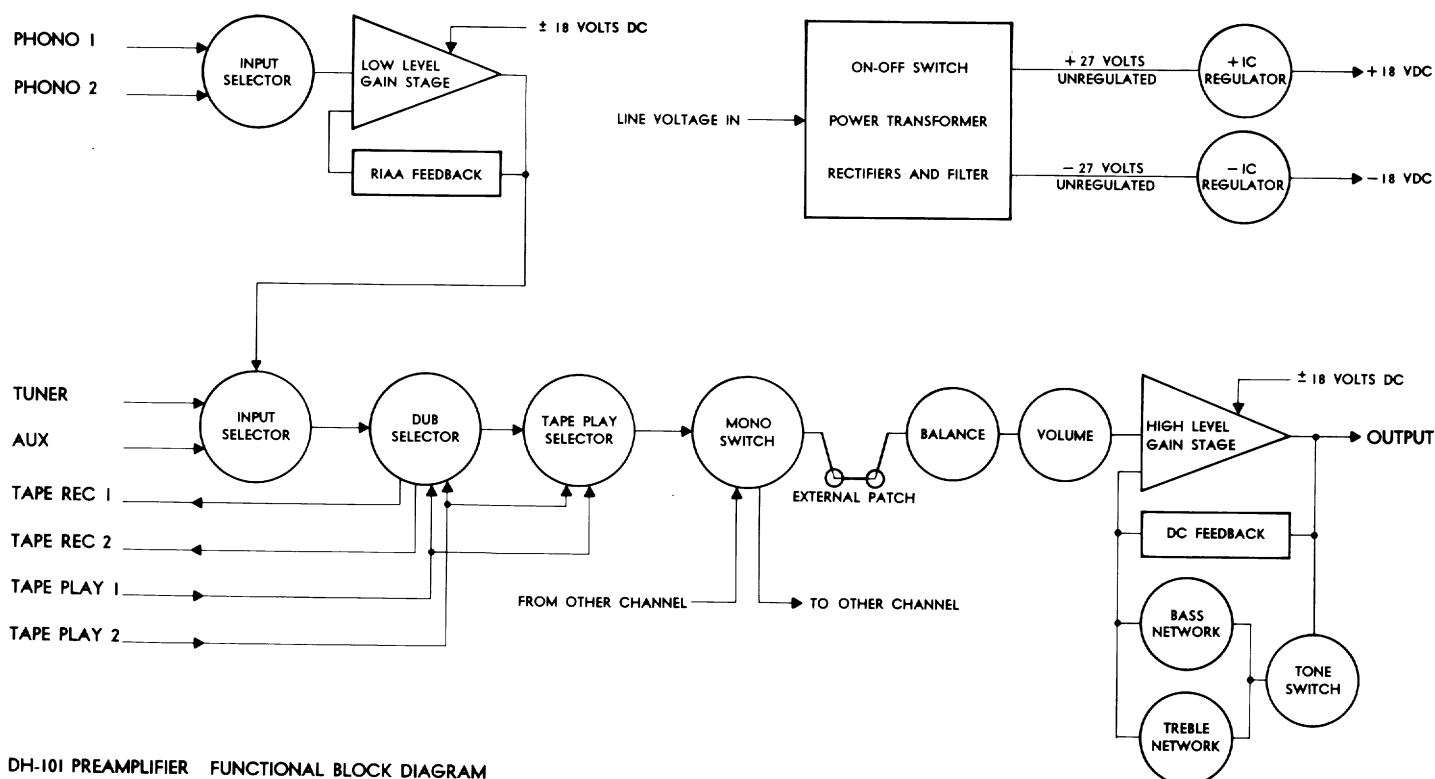 PHONO 1
PHONO 2
INPUT
SELECTOR
LOW LEVEL
GAIN STAGE
± 18 VOLTS DC
RIAA FEEDBACK
LINE VOLTAGE IN
ON-OFF SWITCH
POWER TRANSFORMER
RECTIFIERS AND FILTER
+ 27 VOLTS
UNREGULATED
+ IC
REGULATOR
+18 VDC
− 27 VOLTS
UNREGULATED
− IC
REGULATOR
−18 VDC
TUNER
AUX
TAPE REC 1
TAPE REC 2
TAPE PLAY 1
TAPE PLAY 2
INPUT
SELECTOR
DUB
SELECTOR
TAPE PLAY
SELECTOR
MONO
SWITCH
FROM OTHER CHANNEL
TO OTHER CHANNEL
EXTERNAL PATCH
BALANCE
VOLUME
HIGH LEVEL
GAIN STAGE
± 18 VOLTS DC
OUTPUT
DC FEEDBACK
BASS
NETWORK
TREBLE
NETWORK
TONE
SWITCH
DH-101 PREAMPLIFIER FUNCTIONAL BLOCK DIAGRAM